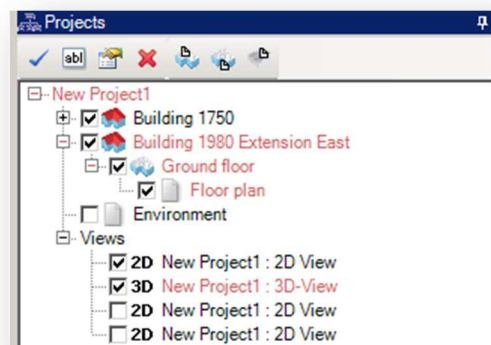 Projects
abl
New Project1
Building 1750
Building 1980 Extension East
Ground floor
Floor plan
Environment
Views
2D New Project1 : 2D View
3D New Project1 : 3D-View
2D New Project1 : 2D View
2D New Project1 : 2D View